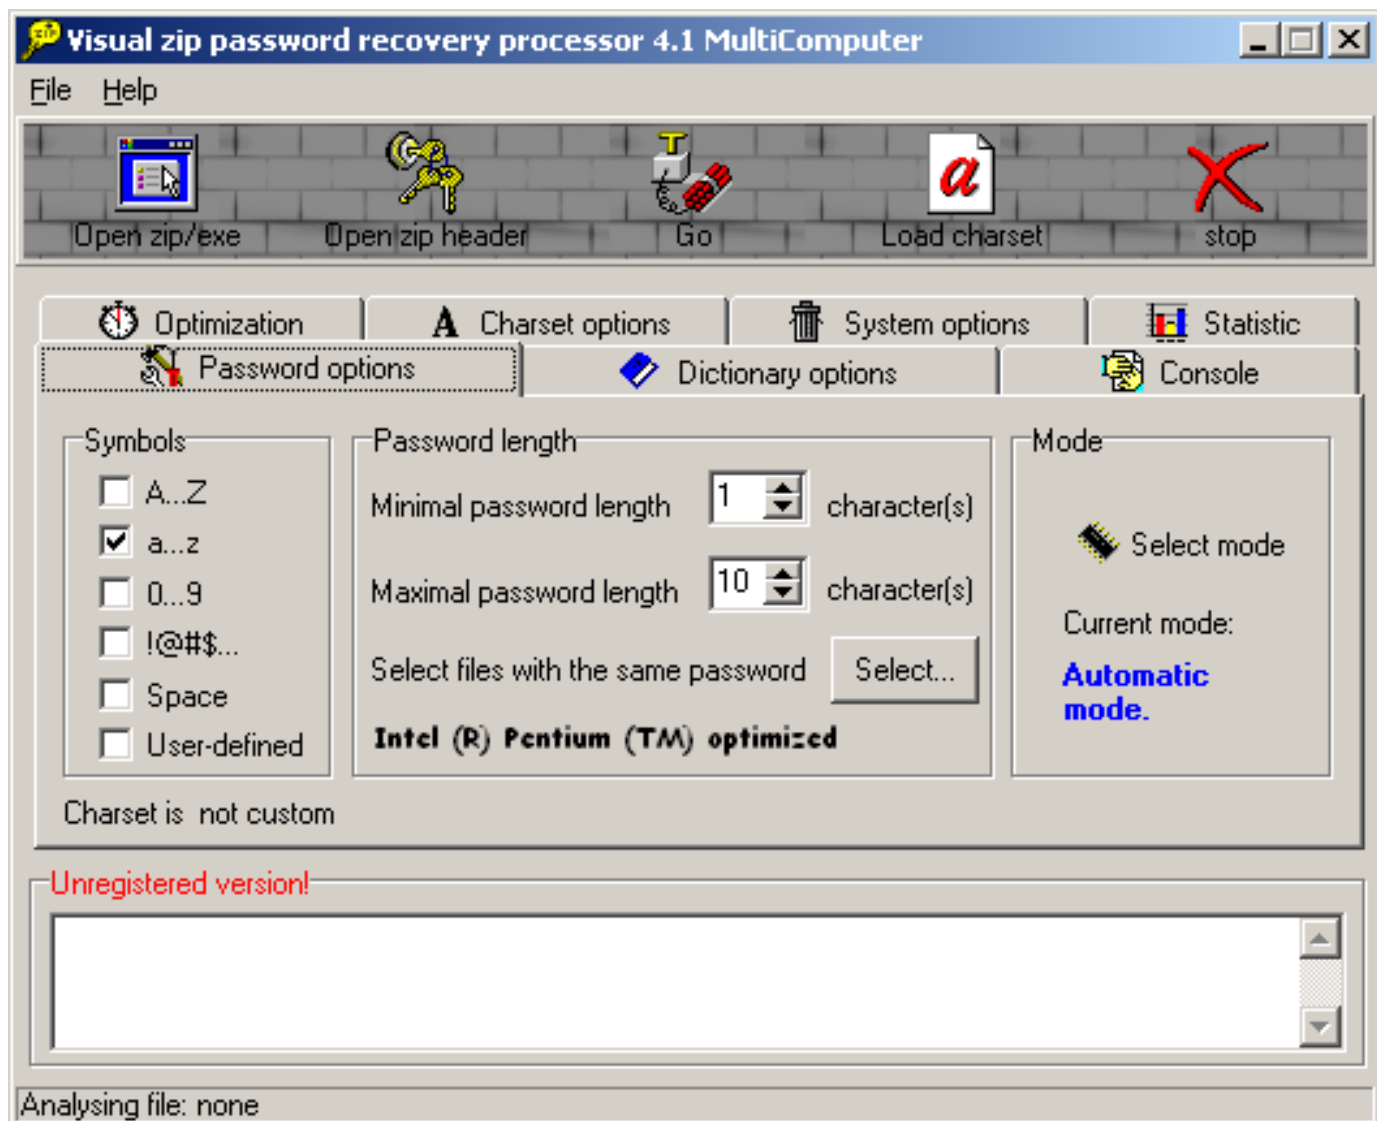 Visual zip password recovery processor 4.1 MultiComputer
File Help
Open zip/exe Open zip header Go Load charset stop
Optimization Charset options System options Statistic
Password options Dictionary options Console
Symbols
A...Z
a...z
0...9
!@#$...
Space
User-defined
Password length
Minimal password length 1 character(s)
Maximal password length 10 character(s)
Select files with the same password Select...
Intel (R) Pentium (TM) optimized
Mode
Select mode
Current mode:
Automatic
mode.
Charset is not custom
Unregistered version!
Analysing file: none